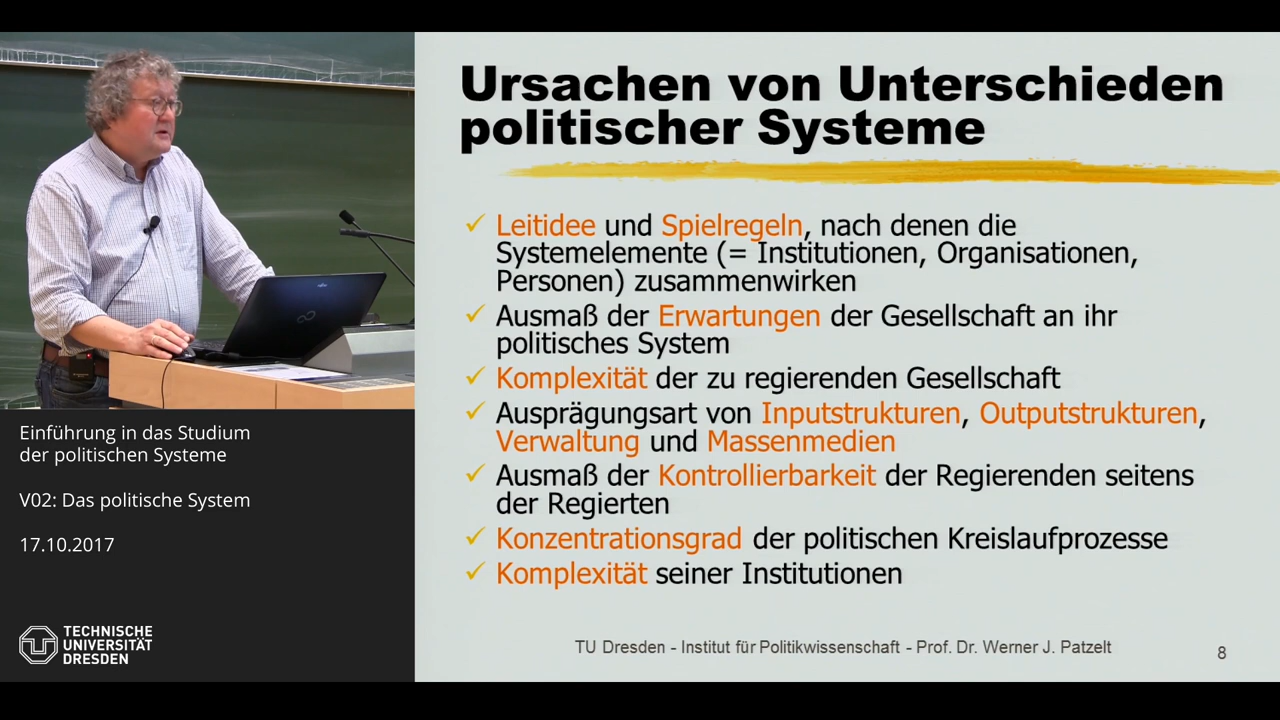 Ursachen von Unterschieden
politischer Systeme
✓ Leitidee und Spielregeln, nach denen die
Systemelemente (= Institutionen, Organisationen,
Personen) zusammenwirken
✓ Ausmaß der Erwartungen der Gesellschaft an ihr
politisches System
✓ Komplexität der zu regierenden Gesellschaft
✓ Ausprägungsart von Inputstrukturen, Outputstrukturen,
Verwaltung und Massenmedien
✓ Ausmaß der Kontrollierbarkeit der Regierenden seitens
der Regierten
✓ Konzentrationsgrad der politischen Kreislaufprozesse
✓ Komplexität seiner Institutionen
TU Dresden - Institut für Politikwissenschaft - Prof. Dr. Werner J. Patzelt
8
Einführung in das Studium
der politischen Systeme
V02: Das politische System
17.10.2017
TECHNISCHE
UNIVERSITÄT
DRESDEN